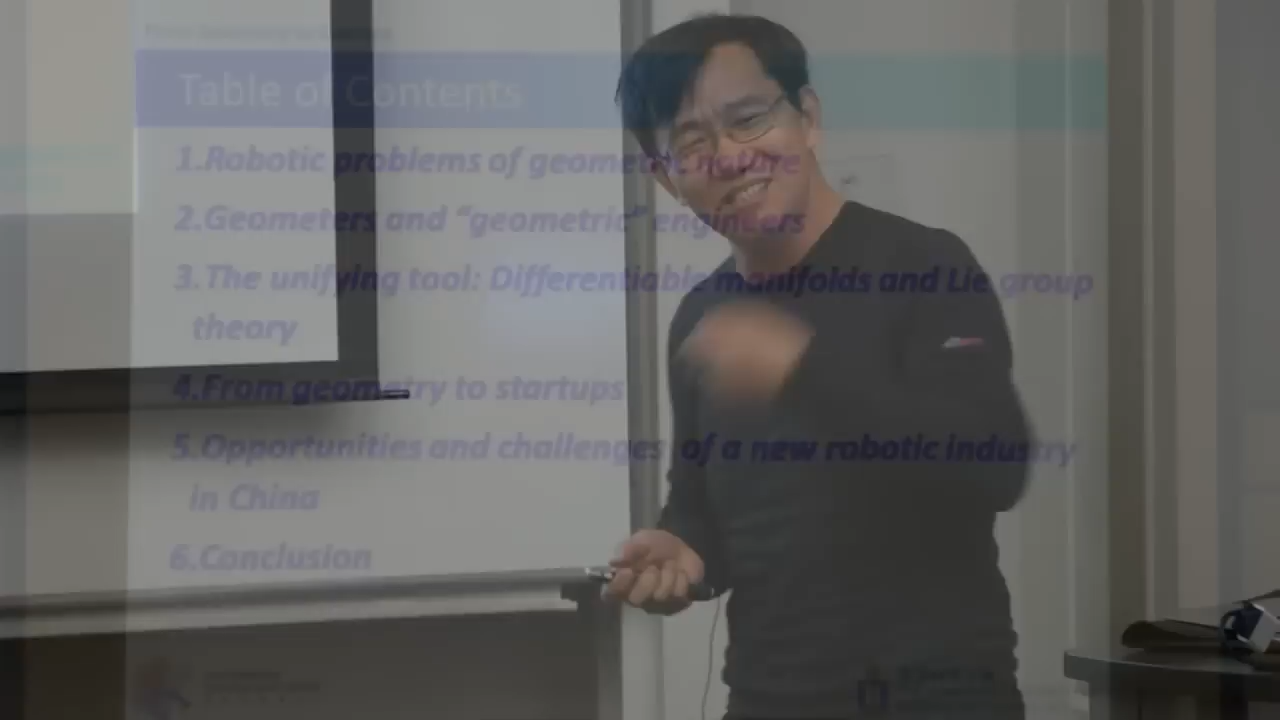 Table of Contents
1.Robotic problems of geometric nature
2.Geometers and “geometric” engineers
3.The unifying tool: Differentiable manifolds and Lie group
theory
4.From geometry to startups
5.Opportunities and challenges of a new robotic industry
in China
6.Conclusion